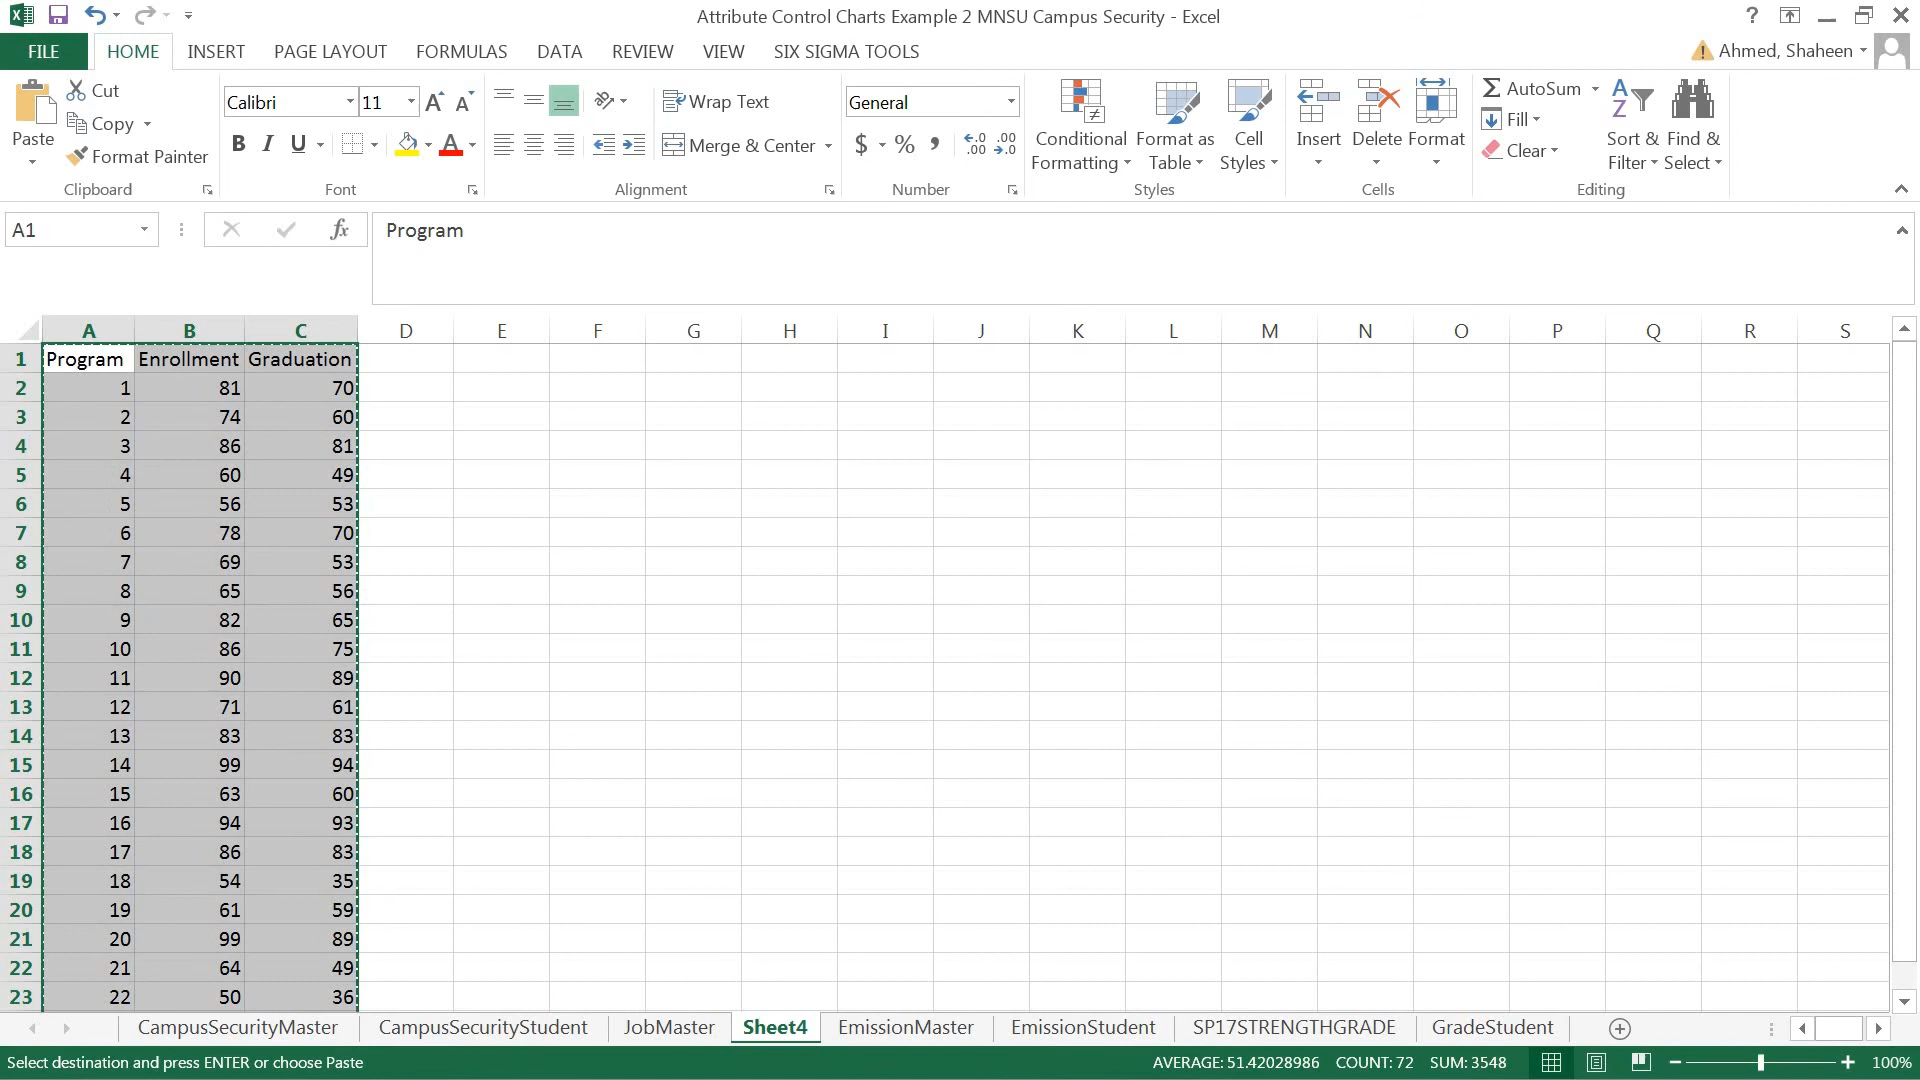 Attribute Control Charts Example 2 MNSU Campus Security - Excel
?
FILE HOME INSERT PAGE LAYOUT FORMULAS DATA REVIEW VIEW SIX SIGMA TOOLS
Ahmed, Shaheen
Paste
Cut
Copy
Format Painter
Clipboard
Calibri 11
B I U
Font
Wrap Text
Merge & Center
Alignment
General
$ % ,
Number
Conditional Formatting
Format as Table
Cell Styles
Styles
Insert Delete Format
Cells
AutoSum
Fill
Clear
Sort & Filter
Find & Select
Editing
A1 fx Program
A B C D E F G H I J K L M N O P Q R S
1 Program Enrollment Graduation
2 1 81 70
3 2 74 60
4 3 86 81
5 4 60 49
6 5 56 53
7 6 78 70
8 7 69 53
9 8 65 56
10 9 82 65
11 10 86 75
12 11 90 89
13 12 71 61
14 13 83 83
15 14 99 94
16 15 63 60
17 16 94 93
18 17 86 83
19 18 54 35
20 19 61 59
21 20 99 89
22 21 64 49
23 22 50 36
CampusSecurityMaster CampusSecurityStudent JobMaster Sheet4 EmissionMaster EmissionStudent SP17STRENGTHGRADE GradeStudent
Select destination and press ENTER or choose Paste AVERAGE: 51.42028986 COUNT: 72 SUM: 3548 100%